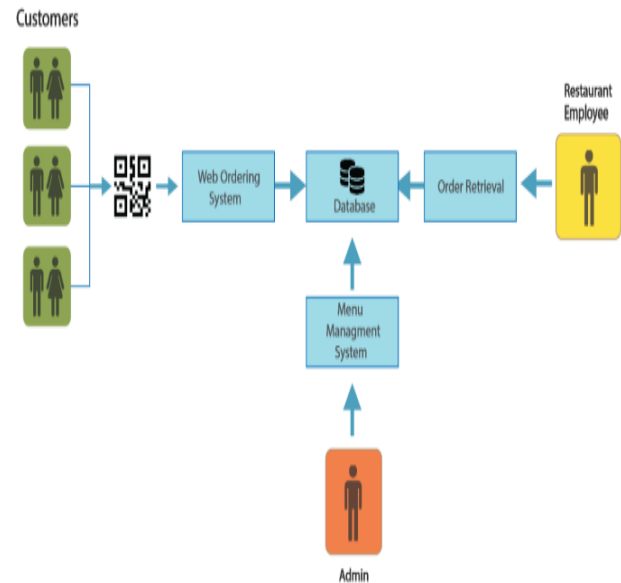 Customers
Restaurant
Employee
Web Ordering
System
Database
Order Retrieval
Menu
Managment
System
Admin